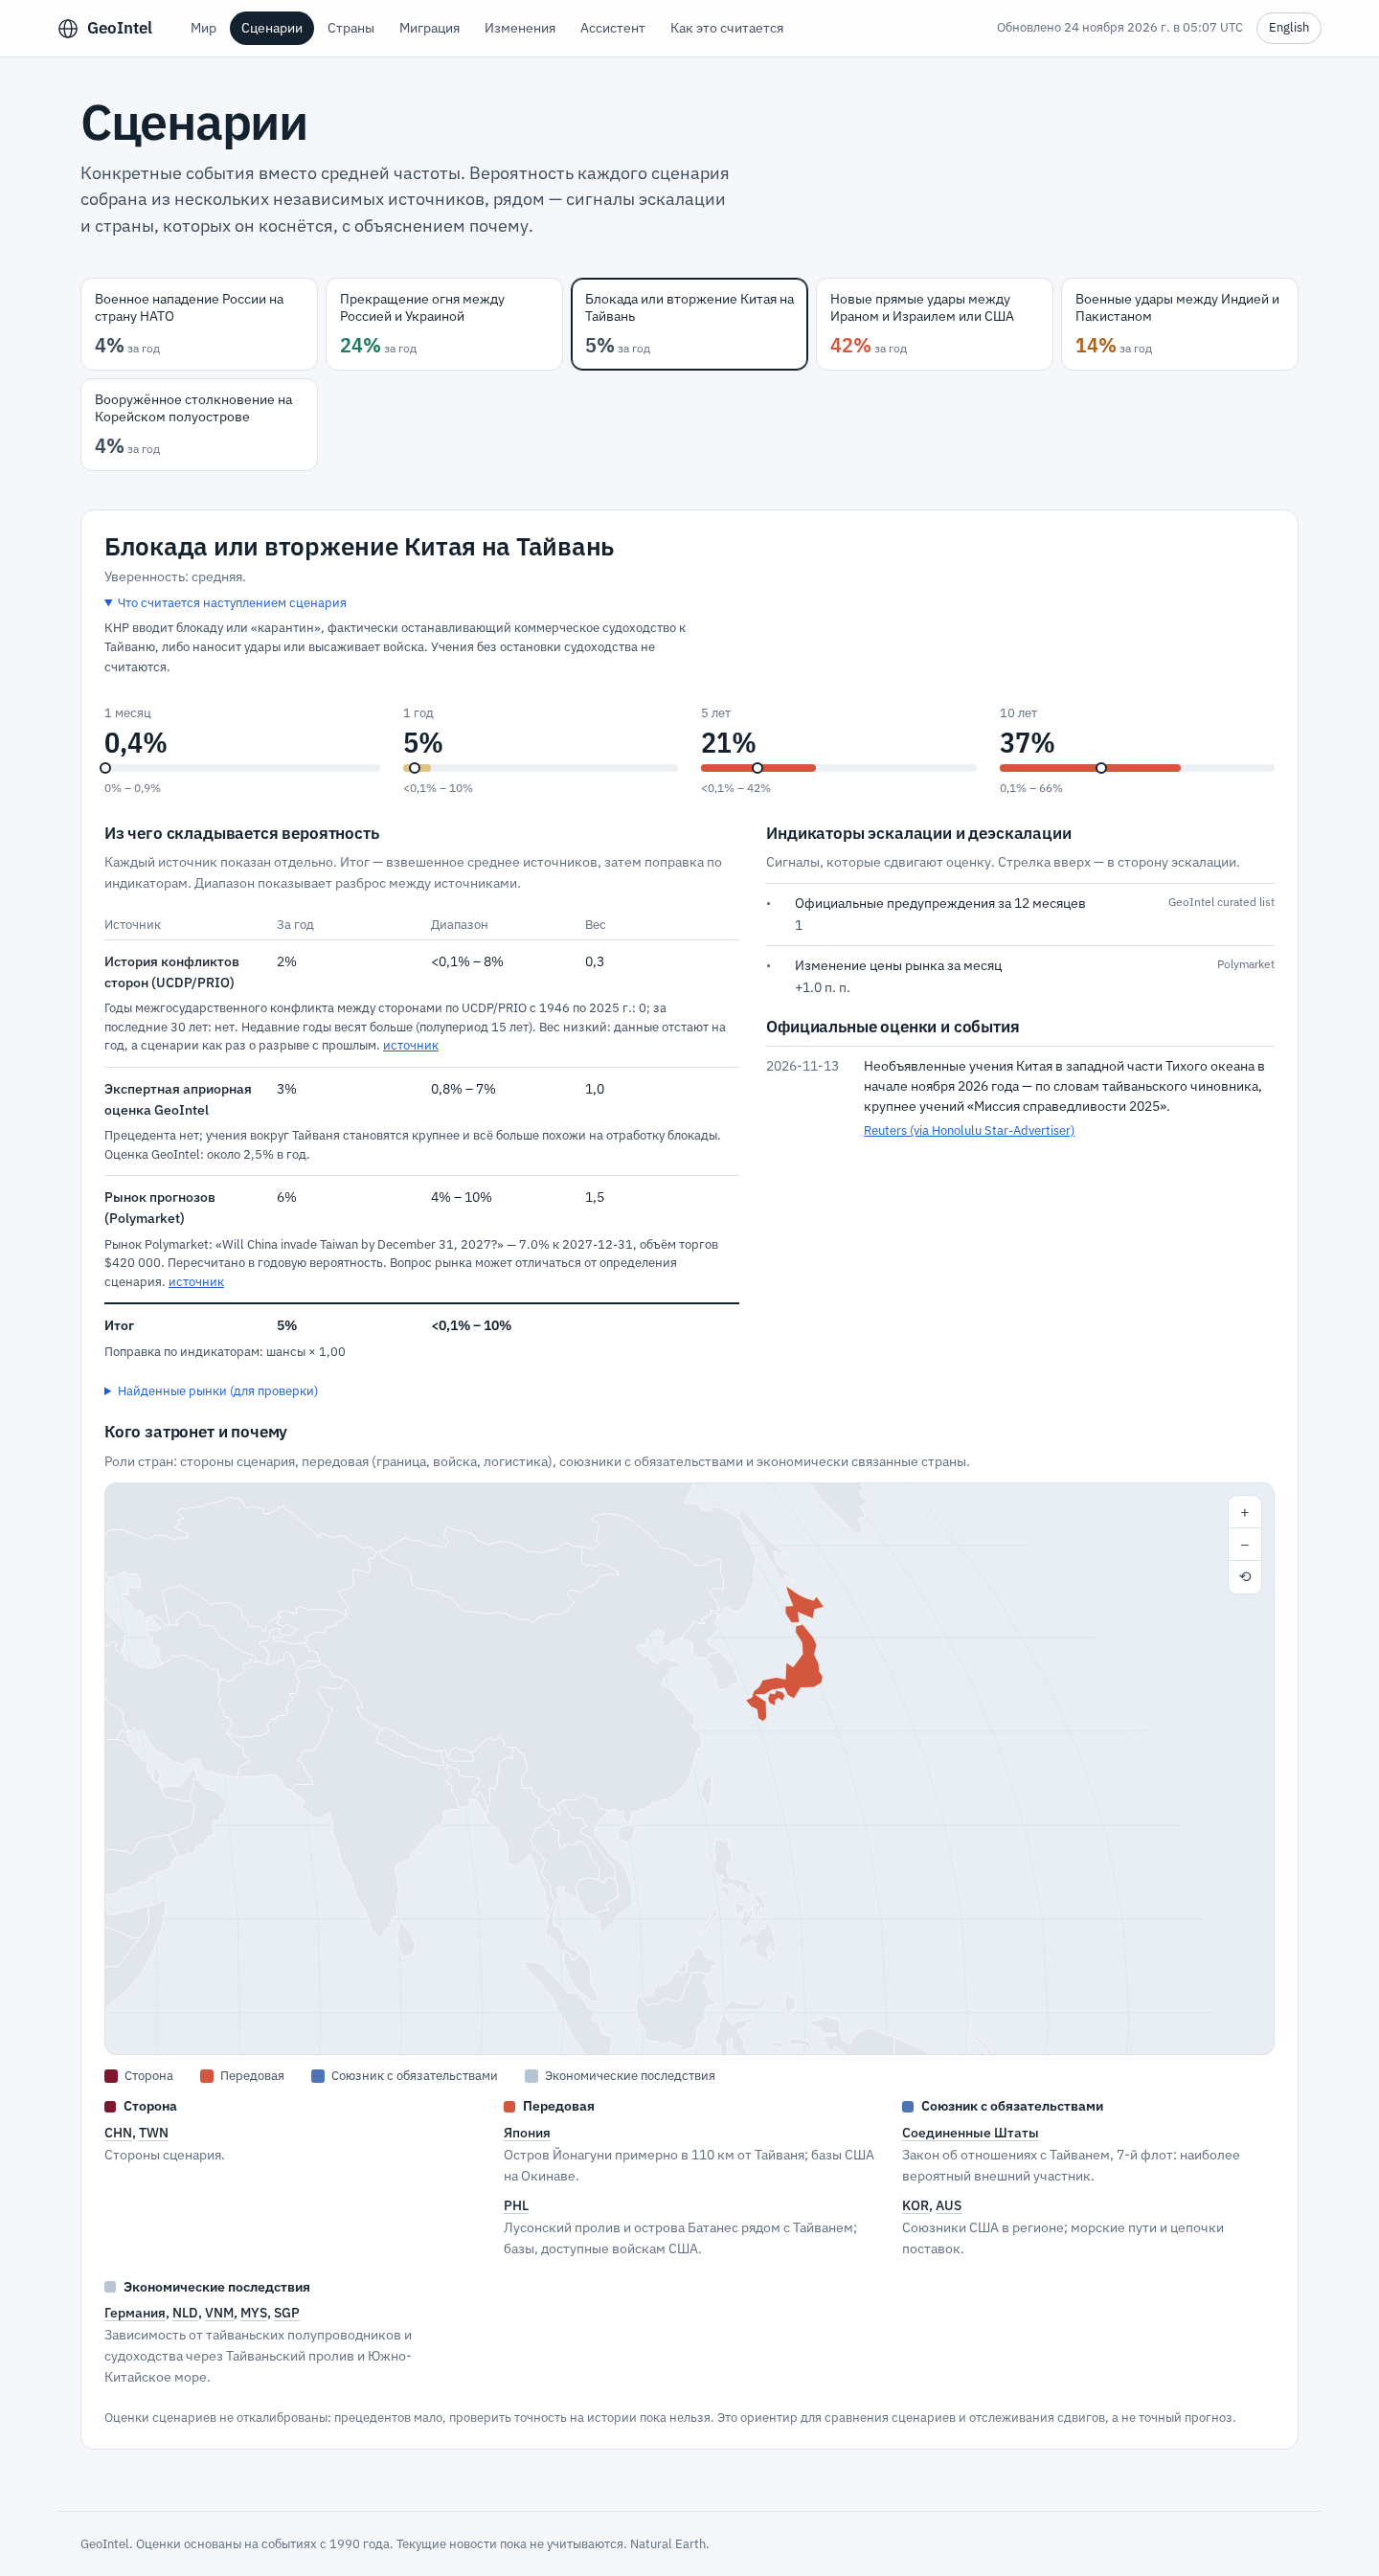 GeoIntel
Мир
Сценарии
Страны
Миграция
Изменения
Ассистент
Как это считается
Обновлено 24 ноября 2026 г. в 05:07 UTC
English
Сценарии
Конкретные события вместо средней частоты. Вероятность каждого сценария
собрана из нескольких независимых источников, рядом — сигналы эскалации
и страны, которых он коснётся, с объяснением почему.
Военное нападение России на
страну НАТО
4% за год
Прекращение огня между
Россией и Украиной
24% за год
Блокада или вторжение Китая на
Тайвань
5% за год
Новые прямые удары между
Ираном и Израилем или США
42% за год
Военные удары между Индией и
Пакистаном
14% за год
Вооружённое столкновение на
Корейском полуострове
4% за год
Блокада или вторжение Китая на Тайвань
Уверенность: средняя.
▼ Что считается наступлением сценария
КНР вводит блокаду или «карантин», фактически останавливающий коммерческое судоходство к
Тайваню, либо наносит удары или высаживает войска. Учения без остановки судоходства не
считаются.
1 месяц
0,4%
0% – 0,9%
1 год
5%
<0,1% – 10%
5 лет
21%
<0,1% – 42%
10 лет
37%
0,1% – 66%
Из чего складывается вероятность
Каждый источник показан отдельно. Итог — взвешенное среднее источников, затем поправка по
индикаторам. Диапазон показывает разброс между источниками.
Источник За год Диапазон Вес
История конфликтов 2% <0,1% – 8% 0,3
сторон (UCDP/PRIO)
Годы межгосударственного конфликта между сторонами по UCDP/PRIO с 1946 по 2025 г.: 0; за
последние 30 лет: нет. Недавние годы весят больше (полупериод 15 лет). Вес низкий: данные отстают на
год, а сценарии как раз о разрыве с прошлым. источник
Экспертная априорная 3% 0,8% – 7% 1,0
оценка GeoIntel
Прецедента нет; учения вокруг Тайваня становятся крупнее и всё больше похожи на отработку блокады.
Оценка GeoIntel: около 2,5% в год.
Рынок прогнозов 6% 4% – 10% 1,5
(Polymarket)
Рынок Polymarket: «Will China invade Taiwan by December 31, 2027?» — 7.0% к 2027-12-31, объём торгов
$420 000. Пересчитано в годовую вероятность. Вопрос рынка может отличаться от определения
сценария. источник
Итог 5% <0,1% – 10%
Поправка по индикаторам: шансы × 1,00
▶ Найденные рынки (для проверки)
Индикаторы эскалации и деэскалации
Сигналы, которые сдвигают оценку. Стрелка вверх — в сторону эскалации.
· Официальные предупреждения за 12 месяцев GeoIntel curated list
1
· Изменение цены рынка за месяц Polymarket
+1.0 п. п.
Официальные оценки и события
2026-11-13 Необъявленные учения Китая в западной части Тихого океана в
начале ноября 2026 года — по словам тайваньского чиновника,
крупнее учений «Миссия справедливости 2025».
Reuters (via Honolulu Star-Advertiser)
Кого затронет и почему
Роли стран: стороны сценария, передовая (граница, войска, логистика), союзники с обязательствами и экономически связанные страны.
+
−
⟲
Сторона
Передовая
Союзник с обязательствами
Экономические последствия
Сторона
CHN, TWN
Стороны сценария.
Передовая
Япония
Остров Йонагуни примерно в 110 км от Тайваня; базы США
на Окинаве.
PHL
Лусонский пролив и острова Батанес рядом с Тайванем;
базы, доступные войскам США.
Союзник с обязательствами
Соединенные Штаты
Закон об отношениях с Тайванем, 7-й флот: наиболее
вероятный внешний участник.
KOR, AUS
Союзники США в регионе; морские пути и цепочки
поставок.
Экономические последствия
Германия, NLD, VNM, MYS, SGP
Зависимость от тайваньских полупроводников и
судоходства через Тайваньский пролив и Южно-
Китайское море.
Оценки сценариев не откалиброваны: прецедентов мало, проверить точность на истории пока нельзя. Это ориентир для сравнения сценариев и отслеживания сдвигов, а не точный прогноз.
GeoIntel. Оценки основаны на событиях с 1990 года. Текущие новости пока не учитываются. Natural Earth.